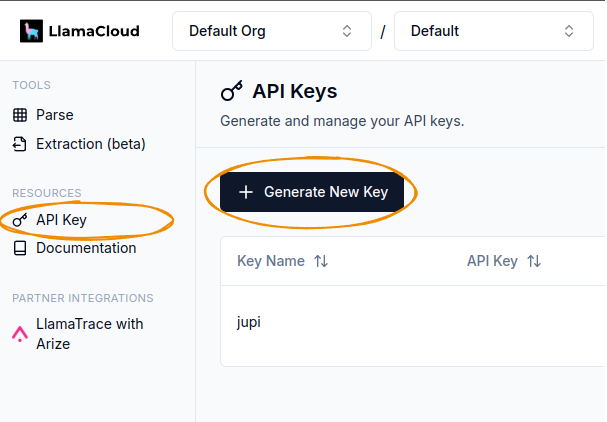 LlamaCloud
Default Org / Default
TOOLS
Parse
Extraction (beta)
RESOURCES
API Key
Documentation
PARTNER INTEGRATIONS
LlamaTrace with
Arize
API Keys
Generate and manage your API keys.
Generate New Key
Key Name API Key
jupi